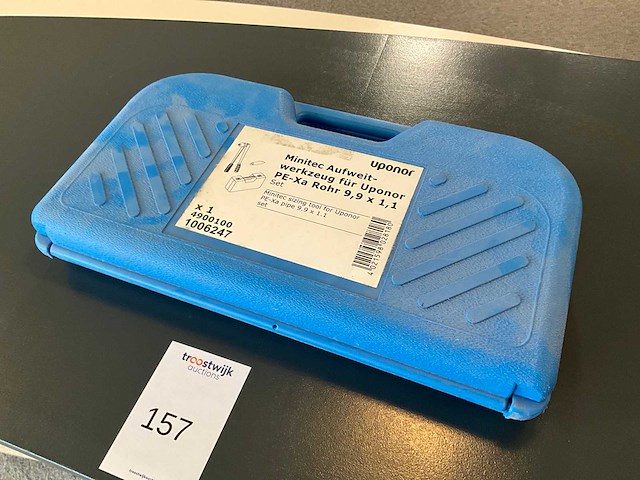 uponor
Minitec Aufweit-
werkzeug für Uponor
PE-Xa Rohr 9,9 x 1,1
Set
Minitec sizing tool for Uponor
PE-Xa pipe 9.9 x 1.1
set
x 1
4900100
1006247
troostwijk
auctions
157